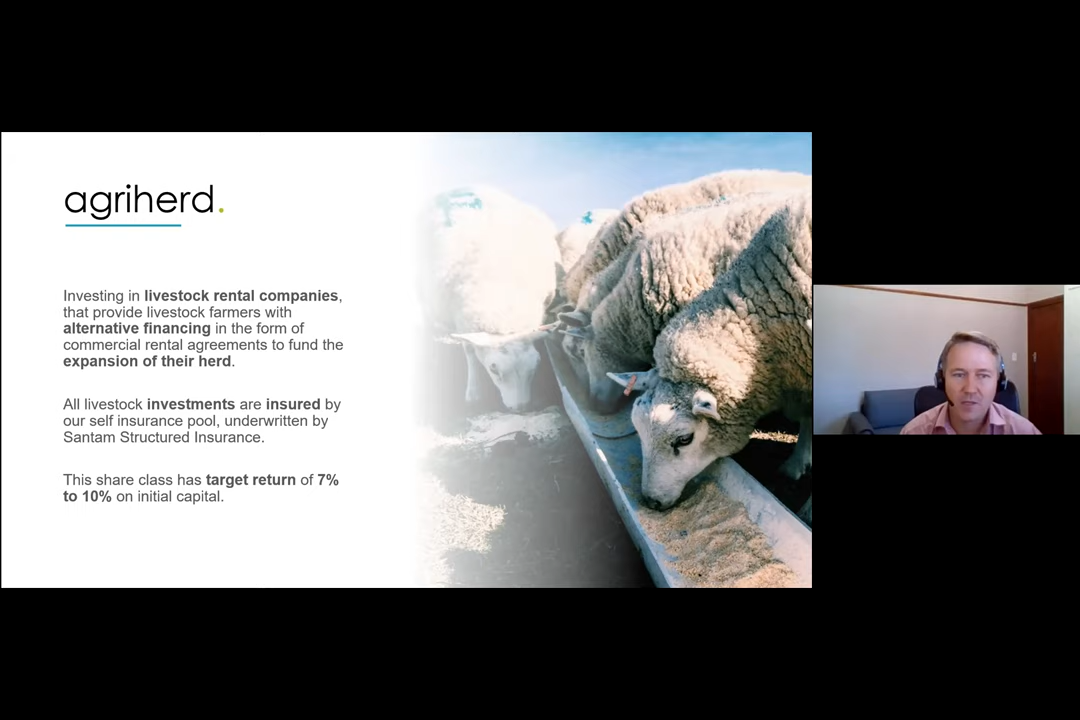 agriherd.
Investing in livestock rental companies,
that provide livestock farmers with
alternative financing in the form of
commercial rental agreements to fund the
expansion of their herd.
All livestock investments are insured by
our self insurance pool, underwritten by
Santam Structured Insurance.
This share class has target return of 7%
to 10% on initial capital.